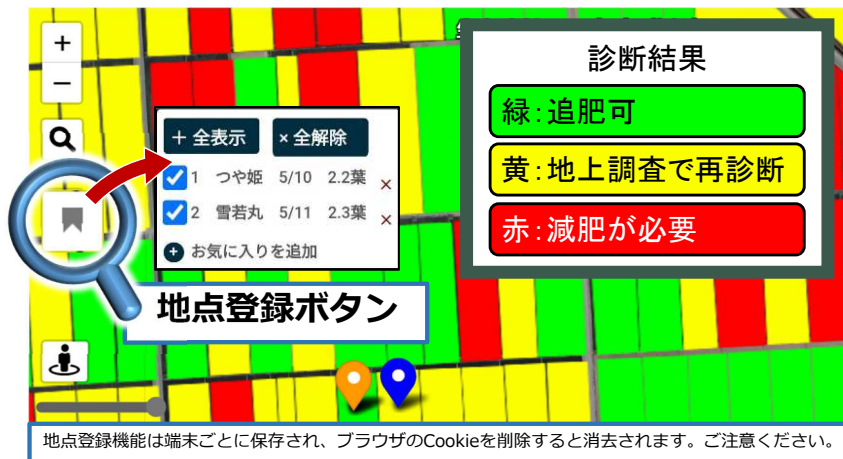 +
−
診断結果
緑:追肥可
黄:地上調査で再診断
赤:減肥が必要
+ 全表示 × 全解除
1 つや姫 5/10 2.2葉 ×
2 雪若丸 5/11 2.3葉 ×
+ お気に入りを追加
地点登録ボタン
地点登録機能は端末ごとに保存され、ブラウザのCookieを削除すると消去されます。ご注意ください。